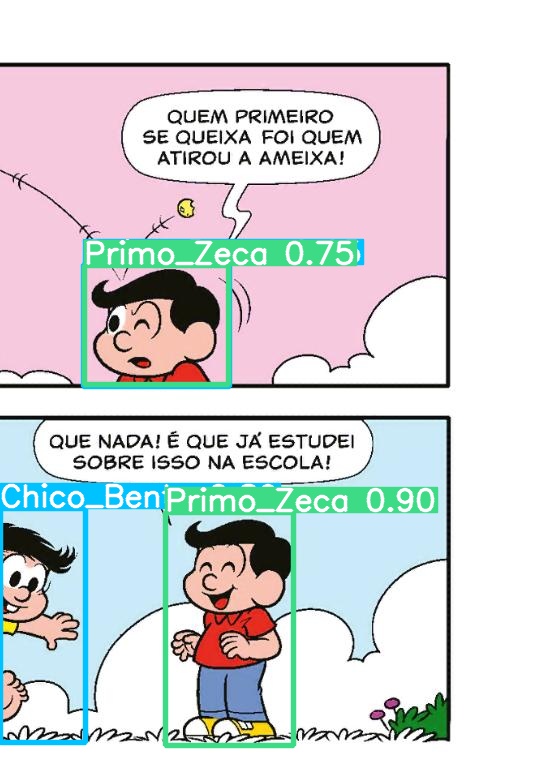 QUEM PRIMEIRO
SE QUEIXA FOI QUEM
ATIROU A AMEIXA!
Primo_Zeca 0.75
QUE NADA! É QUE JÁ ESTUDEI
SOBRE ISSO NA ESCOLA!
Chico_Ben
Primo_Zeca 0.90